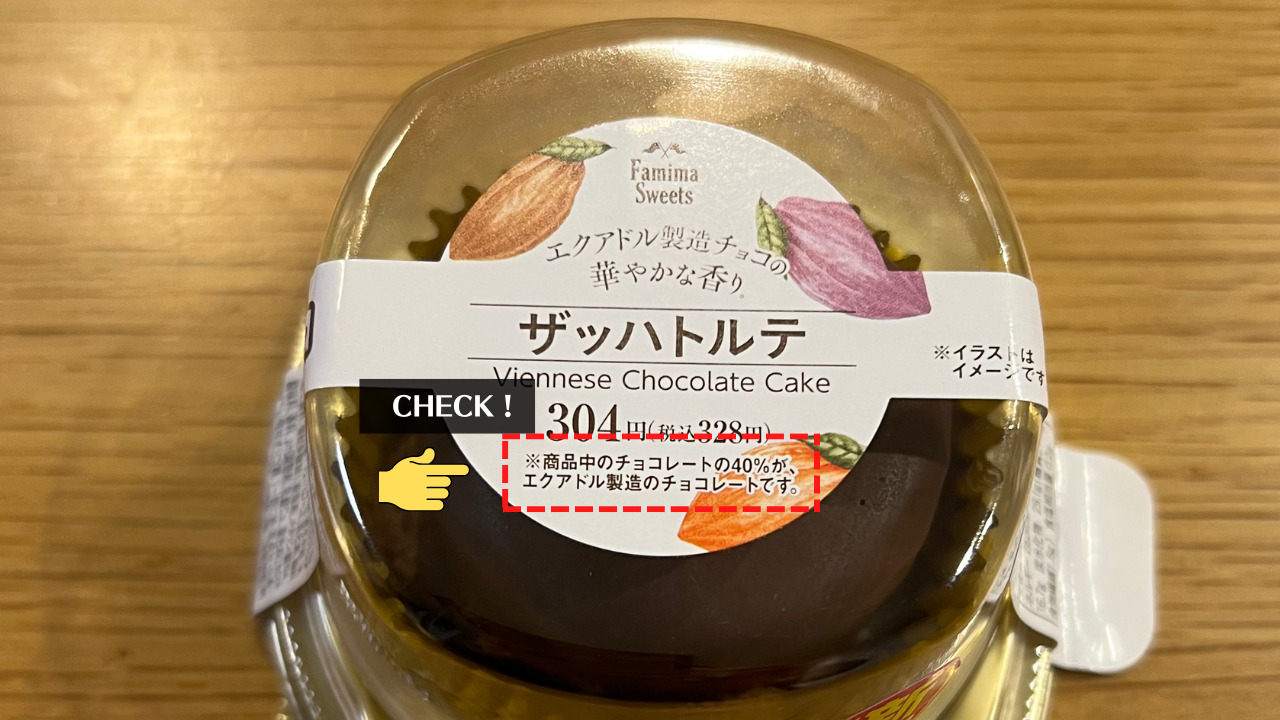 Famima
Sweets
エクアドル製造チョコの
華やかな香り。
ザッハトルテ
Viennese Chocolate Cake
※イラストは
イメージです
CHECK！
304円(税込328円)
※商品中のチョコレートの40%が、
エクアドル製造のチョコレートです。